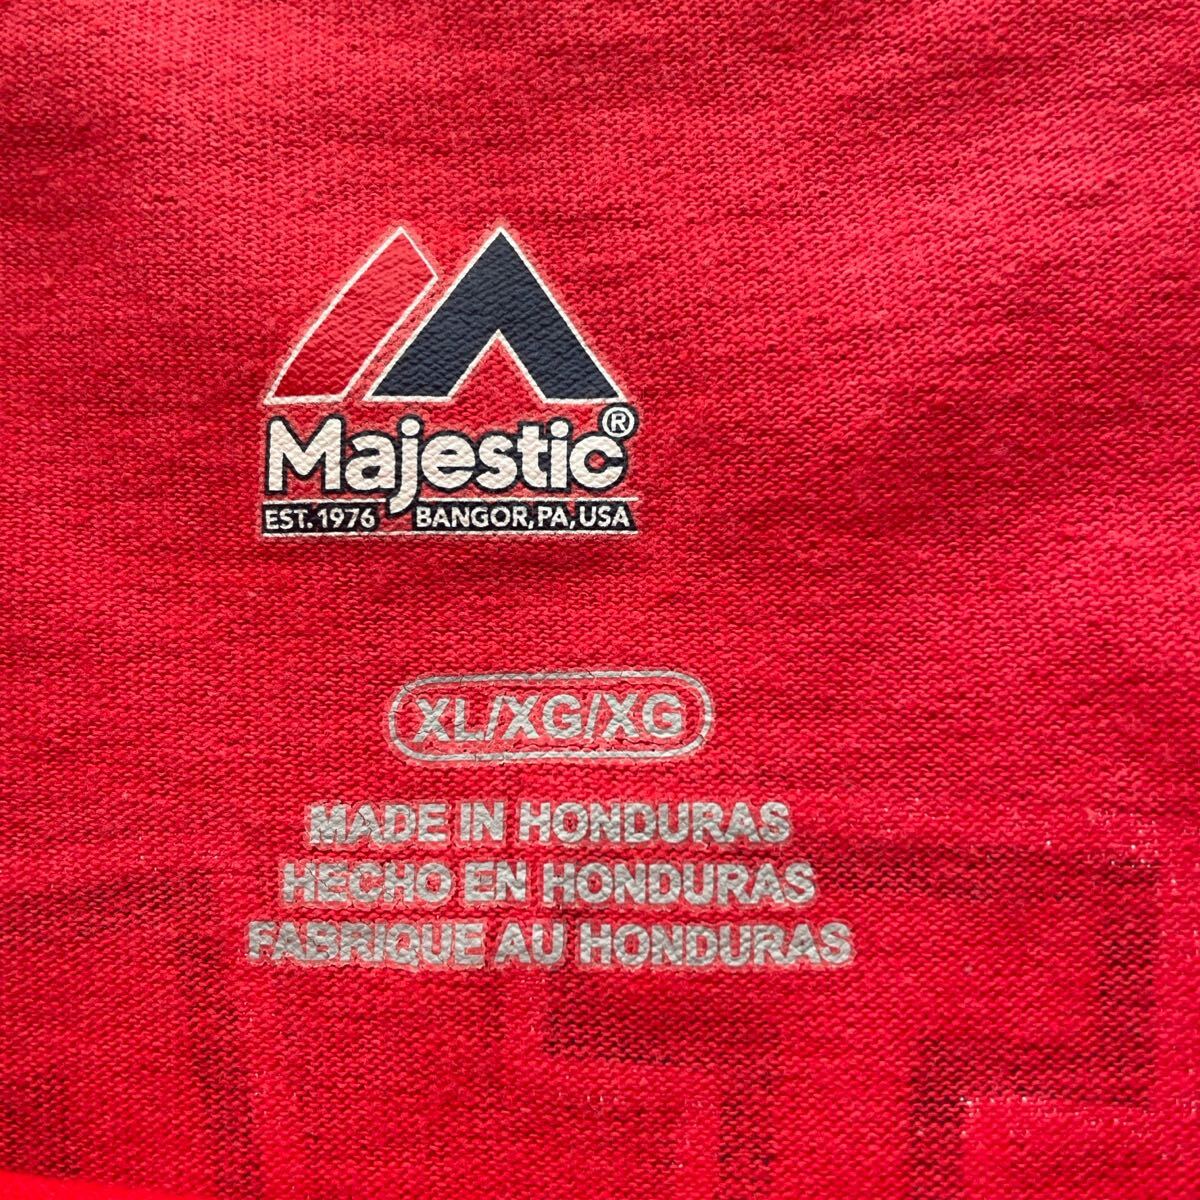 Majestic®
EST. 1976 BANGOR, PA, USA
XL/XG/XG
MADE IN HONDURAS
HECHO EN HONDURAS
FABRIQUE AU HONDURAS